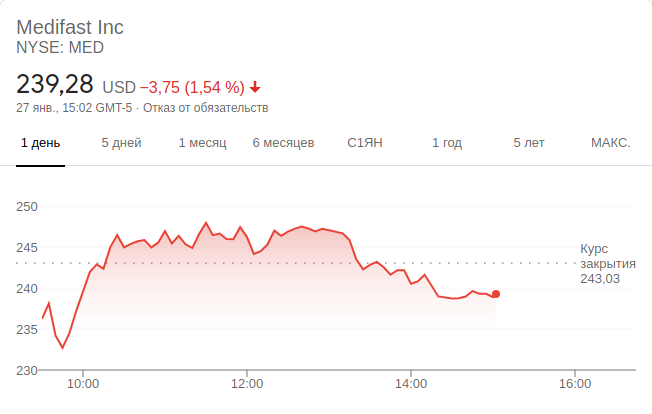 Medifast Inc
NYSE: MED
239,28 USD −3,75 (1,54 %)
27 янв., 15:02 GMT-5 · Отказ от обязательств
1 день 5 дней 1 месяц 6 месяцев С1ЯН 1 год 5 лет МАКС.
250
245
240
235
230
Курс
закрытия
243,03
10:00 12:00 14:00 16:00